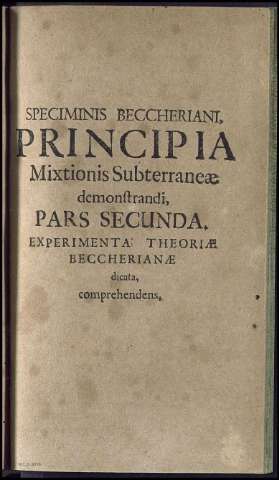 SPECIMINIS BECCHERIANI,
PRINCIPIA
Mixtionis Subterraneæ
demonſtrandi,
PARS SECUNDA,
EXPERIMENTA THEORIÆ
BECCHERIANÆ
dicata,
comprehendens,